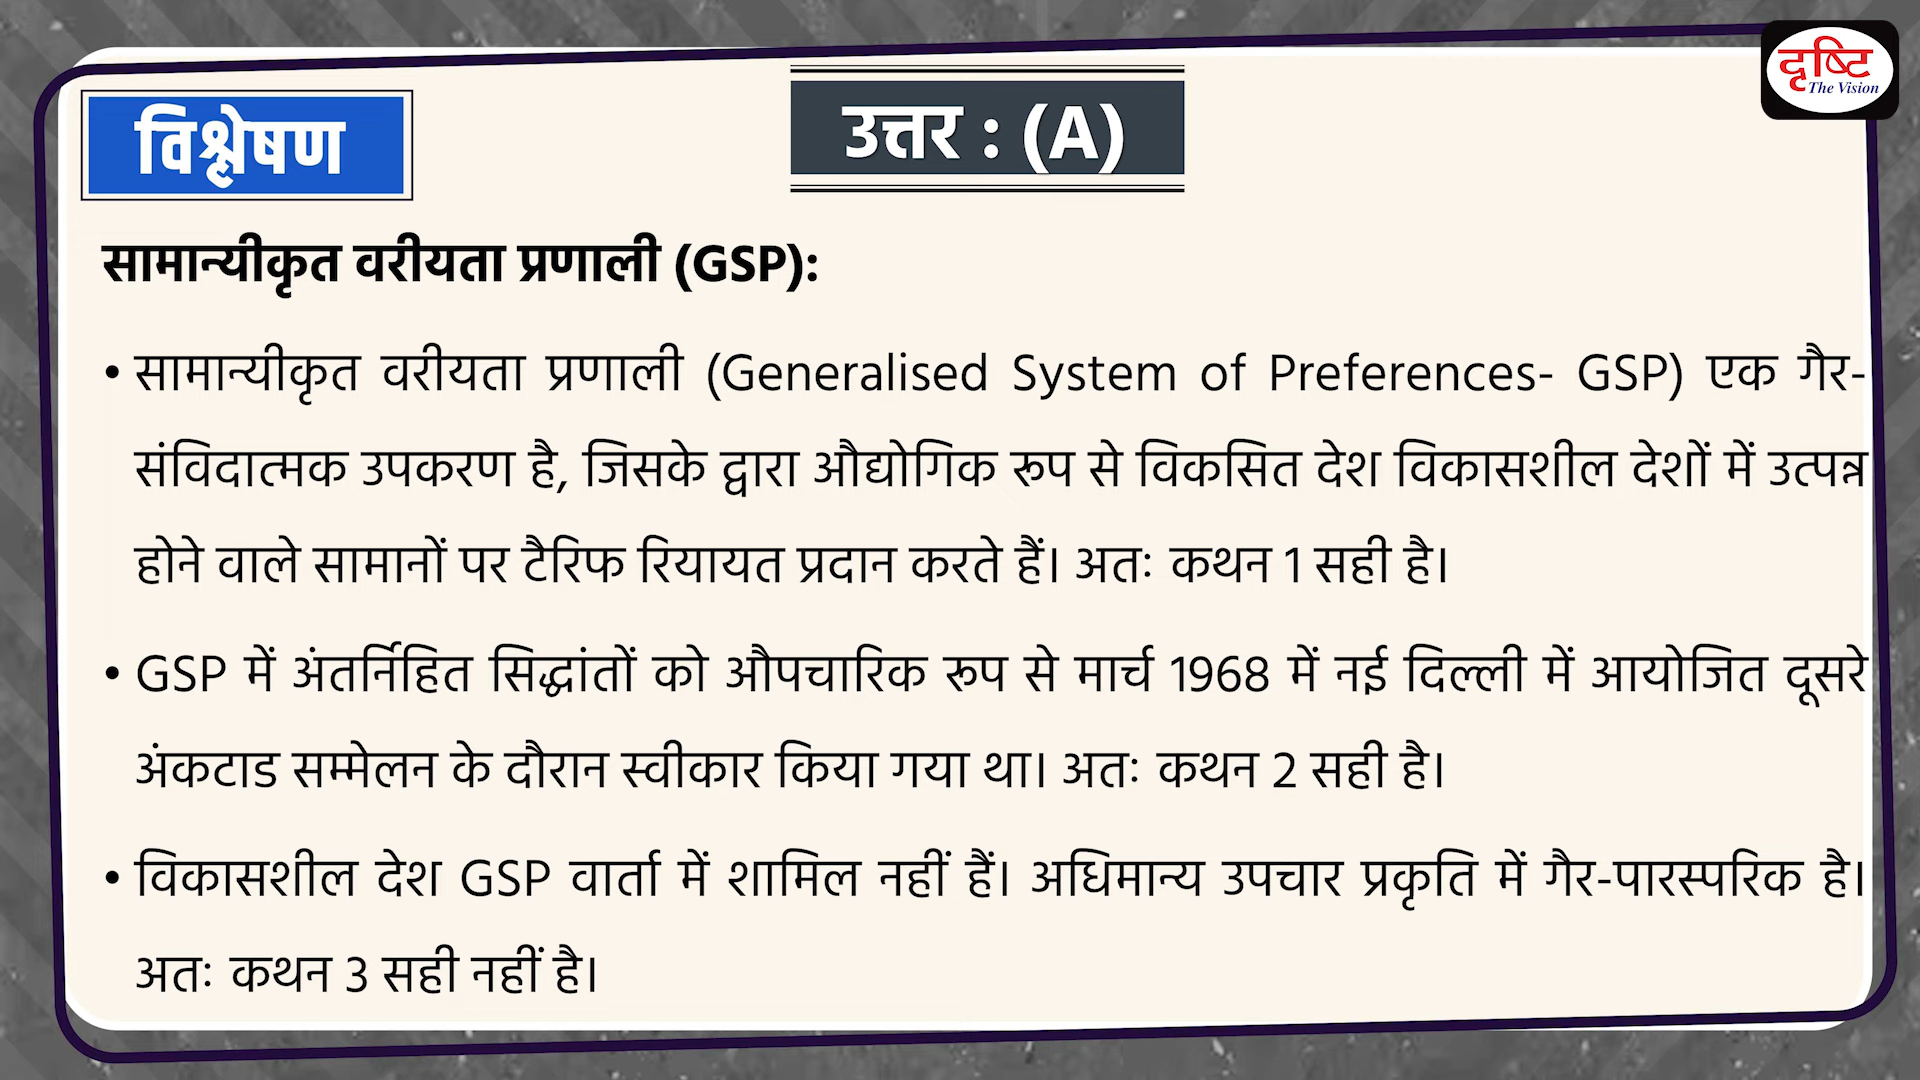 दृष्टि
The Vision
विश्लेषण
उत्तर : (A)
सामान्यीकृत वरीयता प्रणाली (GSP):
• सामान्यीकृत वरीयता प्रणाली (Generalised System of Preferences- GSP) एक गैर-
संविदात्मक उपकरण है, जिसके द्वारा औद्योगिक रूप से विकसित देश विकासशील देशों में उत्पन्न
होने वाले सामानों पर टैरिफ रियायत प्रदान करते हैं। अतः कथन 1 सही है।
• GSP में अंतर्निहित सिद्धांतों को औपचारिक रूप से मार्च 1968 में नई दिल्ली में आयोजित दूसरे
अंकटाड सम्मेलन के दौरान स्वीकार किया गया था। अतः कथन 2 सही है।
• विकासशील देश GSP वार्ता में शामिल नहीं हैं। अधिमान्य उपचार प्रकृति में गैर-पारस्परिक है।
अतः कथन 3 सही नहीं है।